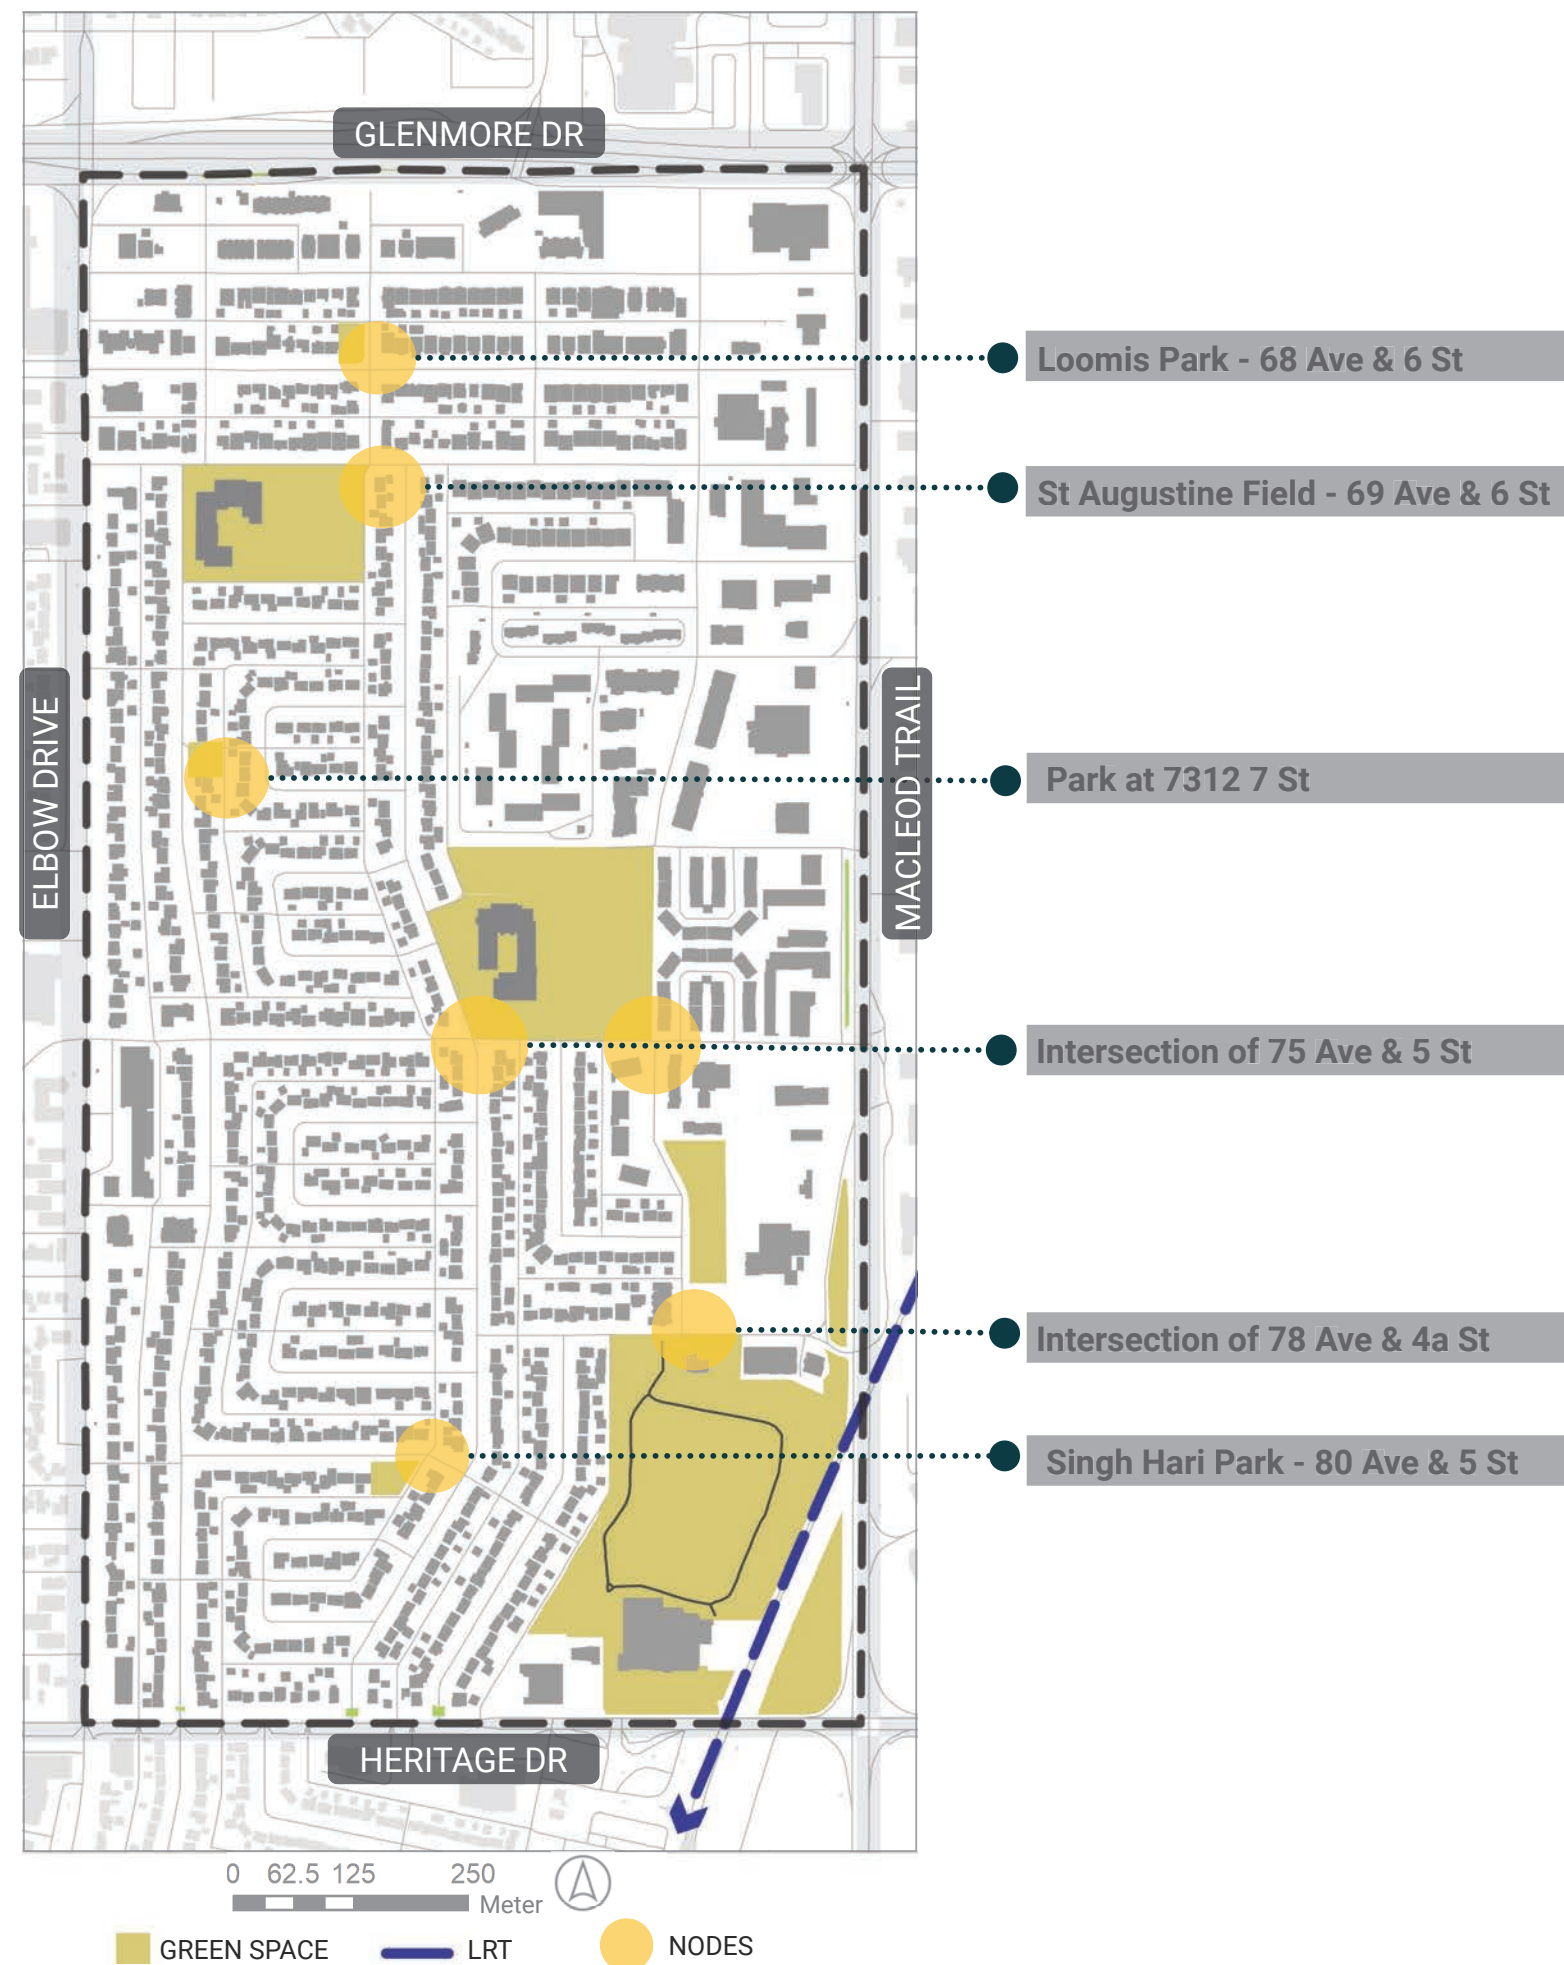 GLENMORE DR
Loomis Park - 68 Ave & 6 St
St Augustine Field - 69 Ave & 6 St
ELBOW DRIVE
MACLEOD TRAIL
Park at 7312 7 St
Intersection of 75 Ave & 5 St
Intersection of 78 Ave & 4a St
Singh Hari Park - 80 Ave & 5 St
HERITAGE DR
0 62.5 125 250
Meter
GREEN SPACE LRT NODES